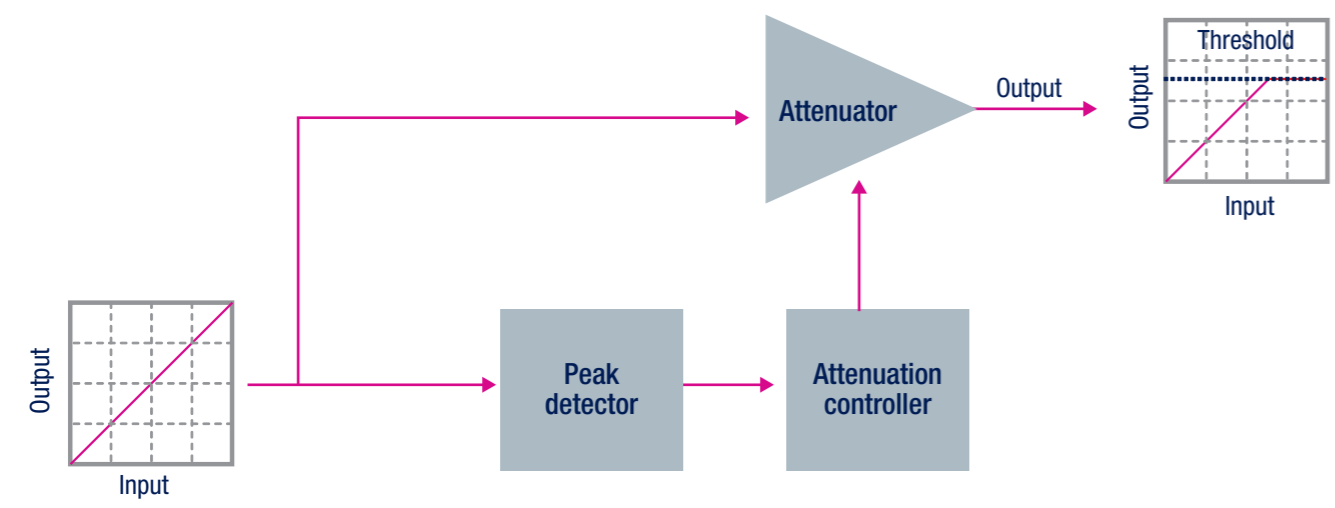 Threshold
Output
Output
Input
Attenuator
Output
Input
Peak
detector
Attenuation
controller